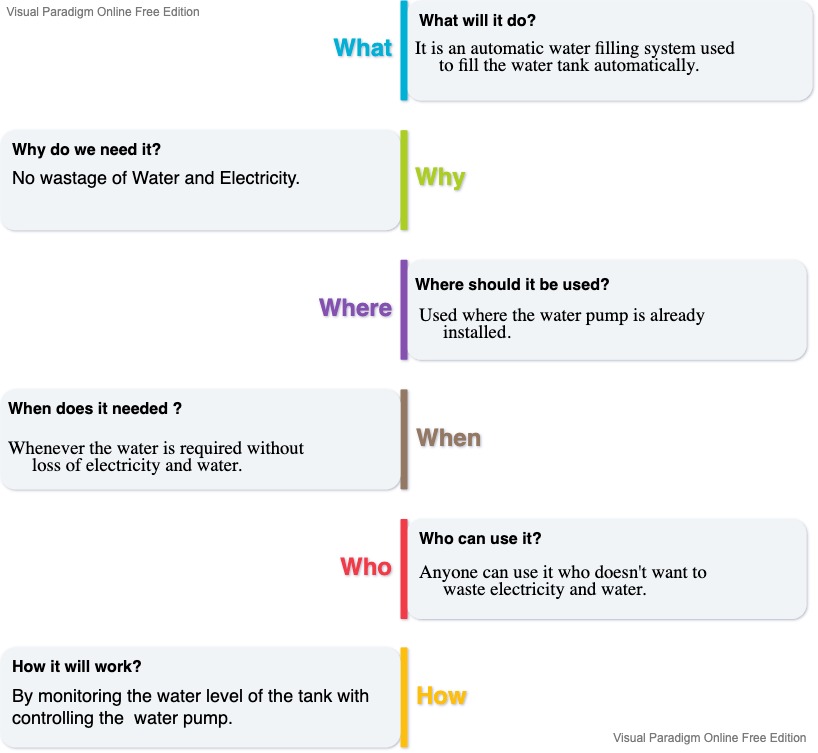 Visual Paradigm Online Free Edition
What will it do?
What
It is an automatic water filling system used
to fill the water tank automatically.
Why do we need it?
Why
No wastage of Water and Electricity.
Where should it be used?
Where
Used where the water pump is already
installed.
When does it needed ?
When
Whenever the water is required without
loss of electricity and water.
Who can use it?
Who
Anyone can use it who doesn't want to
waste electricity and water.
How it will work?
How
By monitoring the water level of the tank with
controlling the water pump.
Visual Paradigm Online Free Edition